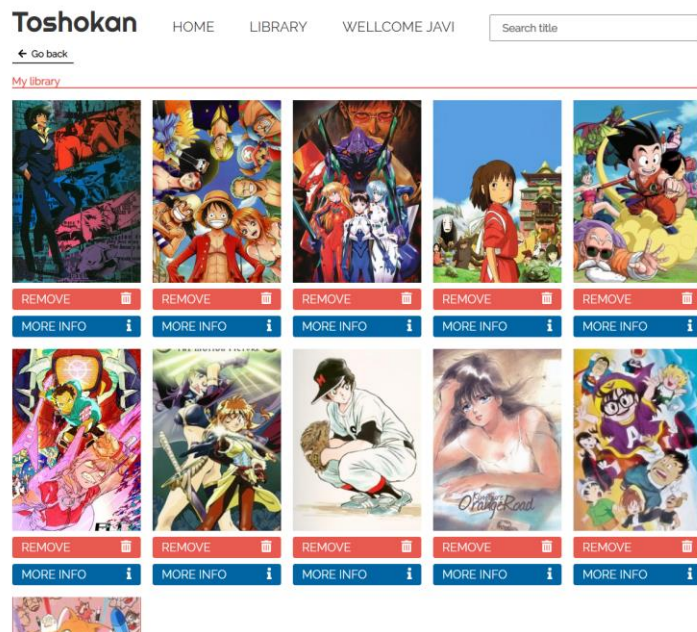 Toshokan HOME LIBRARY WELLCOME JAVI Search title
Go back
My library
REMOVE REMOVE REMOVE REMOVE REMOVE
MORE INFO MORE INFO MORE INFO MORE INFO MORE INFO
Orange Road
REMOVE REMOVE REMOVE REMOVE REMOVE
MORE INFO MORE INFO MORE INFO MORE INFO MORE INFO